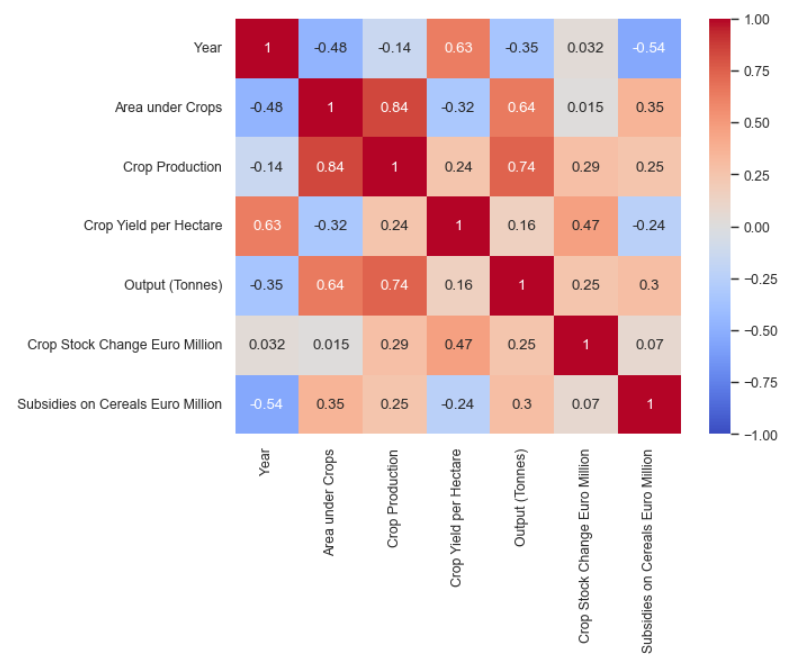 Year 1 -0.48 -0.14 0.63 -0.35 0.032 -0.54
Area under Crops -0.48 1 0.84 -0.32 0.64 0.015 0.35
Crop Production -0.14 0.84 1 0.24 0.74 0.29 0.25
Crop Yield per Hectare 0.63 -0.32 0.24 1 0.16 0.47 -0.24
Output (Tonnes) -0.35 0.64 0.74 0.16 1 0.25 0.3
Crop Stock Change Euro Million 0.032 0.015 0.29 0.47 0.25 1 0.07
Subsidies on Cereals Euro Million -0.54 0.35 0.25 -0.24 0.3 0.07 1
Year
Area under Crops
Crop Production
Crop Yield per Hectare
Output (Tonnes)
Crop Stock Change Euro Million
Subsidies on Cereals Euro Million
1.00
0.75
0.50
0.25
0.00
−0.25
−0.50
−0.75
−1.00